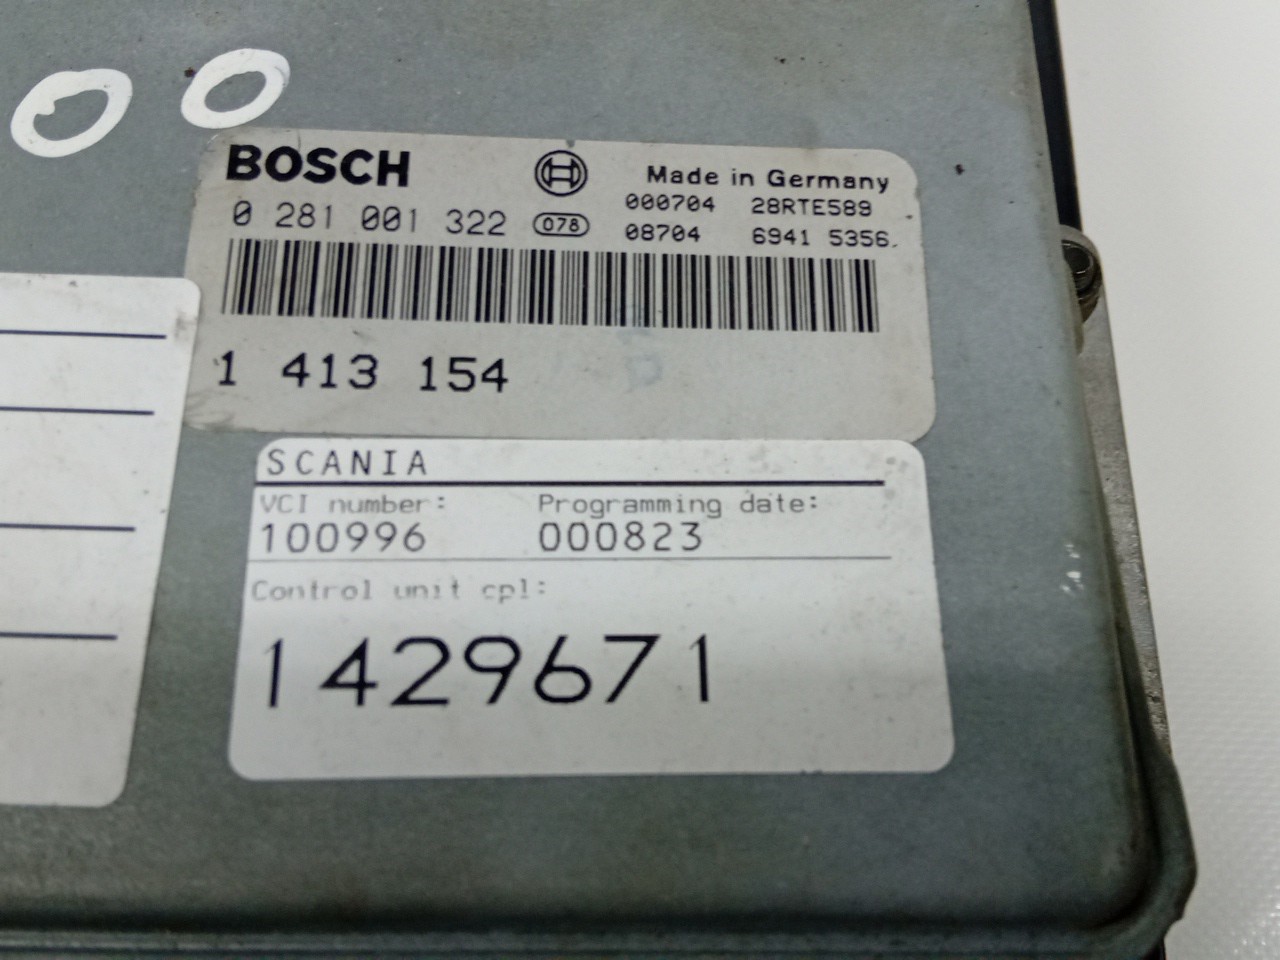 00
BOSCH Made in Germany
000704 28RTE589
0 281 001 322 078 08704 6941 5356.
1 413 154
SCANIA
VCI number: Programming date:
100996 000823
Control unit cpl:
1429671